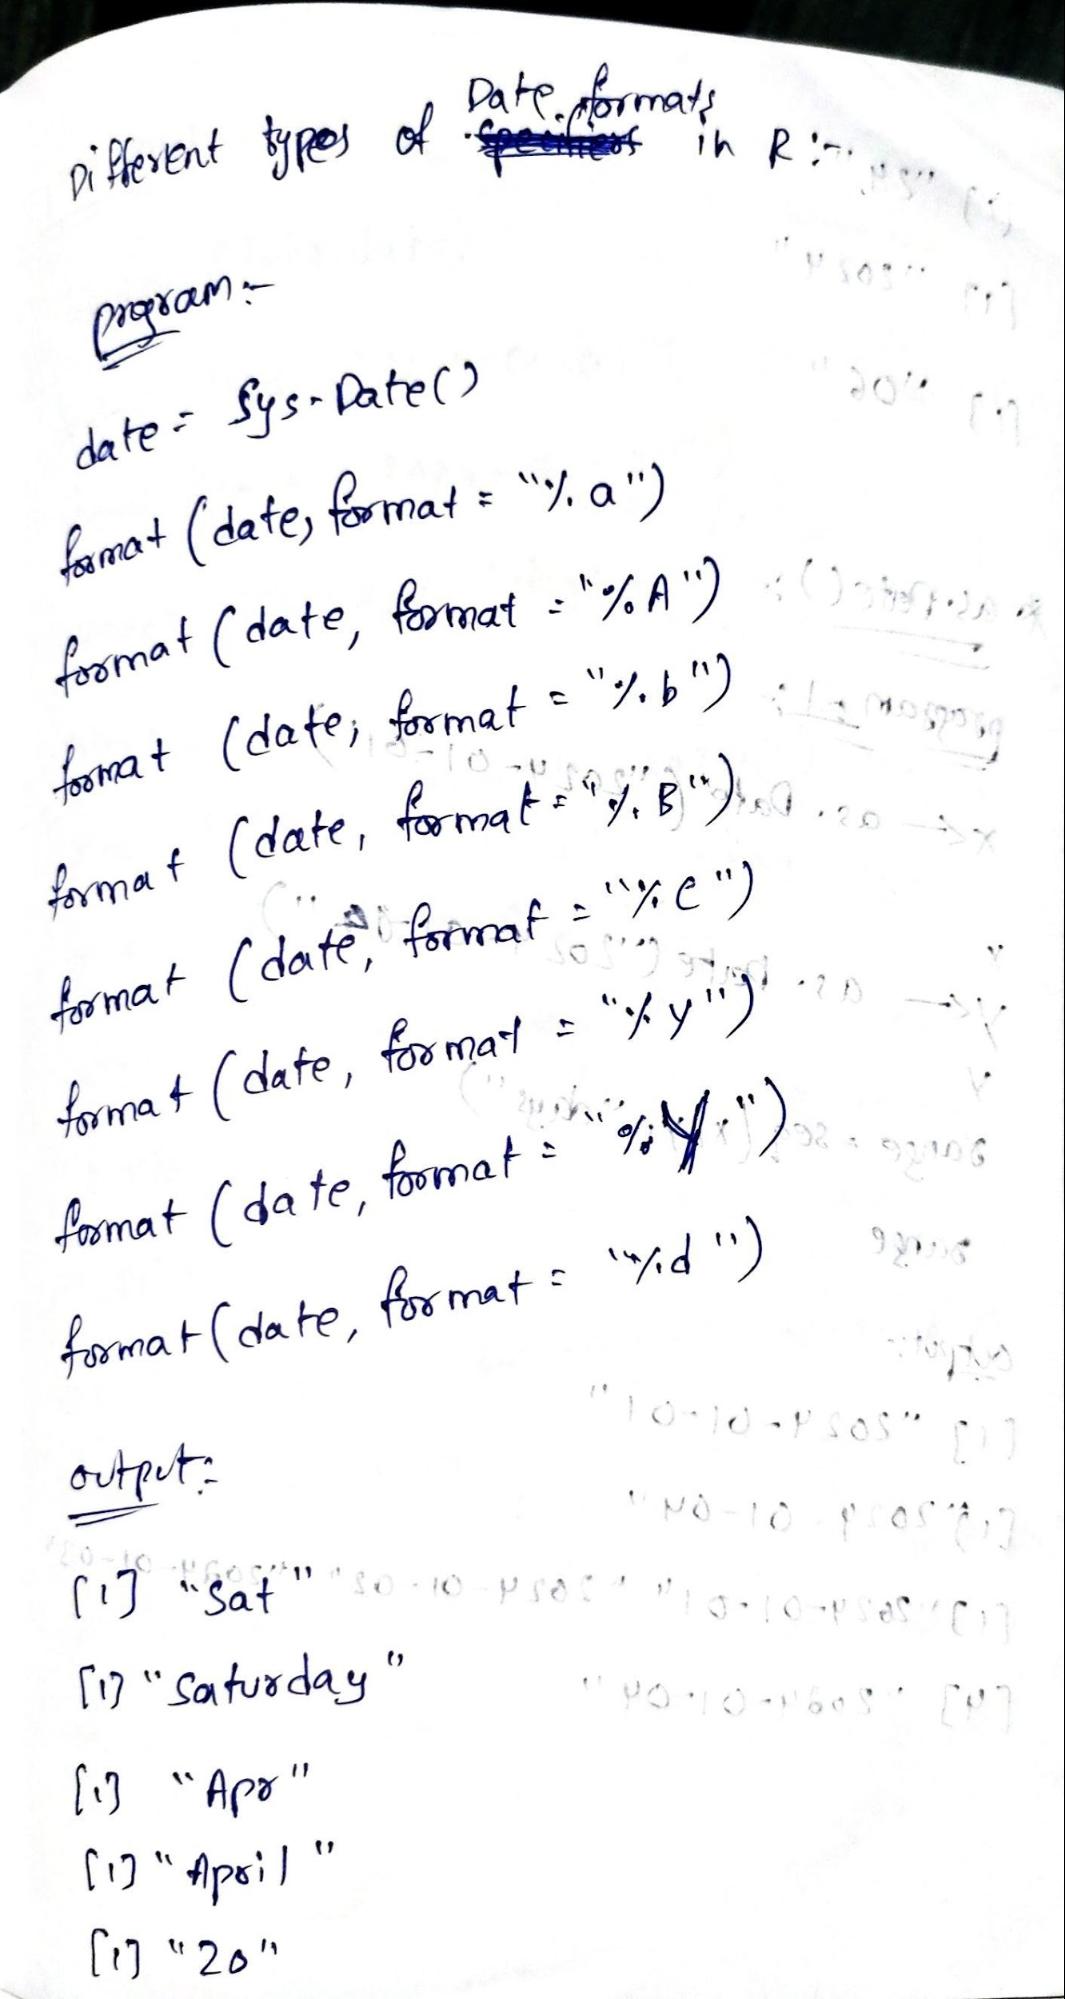 Different types of Date formats in R :-
program:-
date = Sys.Date()
format (date, format = "%a")
format (date, format = "%A")
format (date, format = "%b")
format (date, format = "%B")
format (date, format = "%C")
format (date, format = "%y")
format (date, format = "%Y")
format (date, format = "%d")
output:-
[1] "Sat"
[1] "Saturday"
[1] "Apr"
[1] "April"
[1] "20"